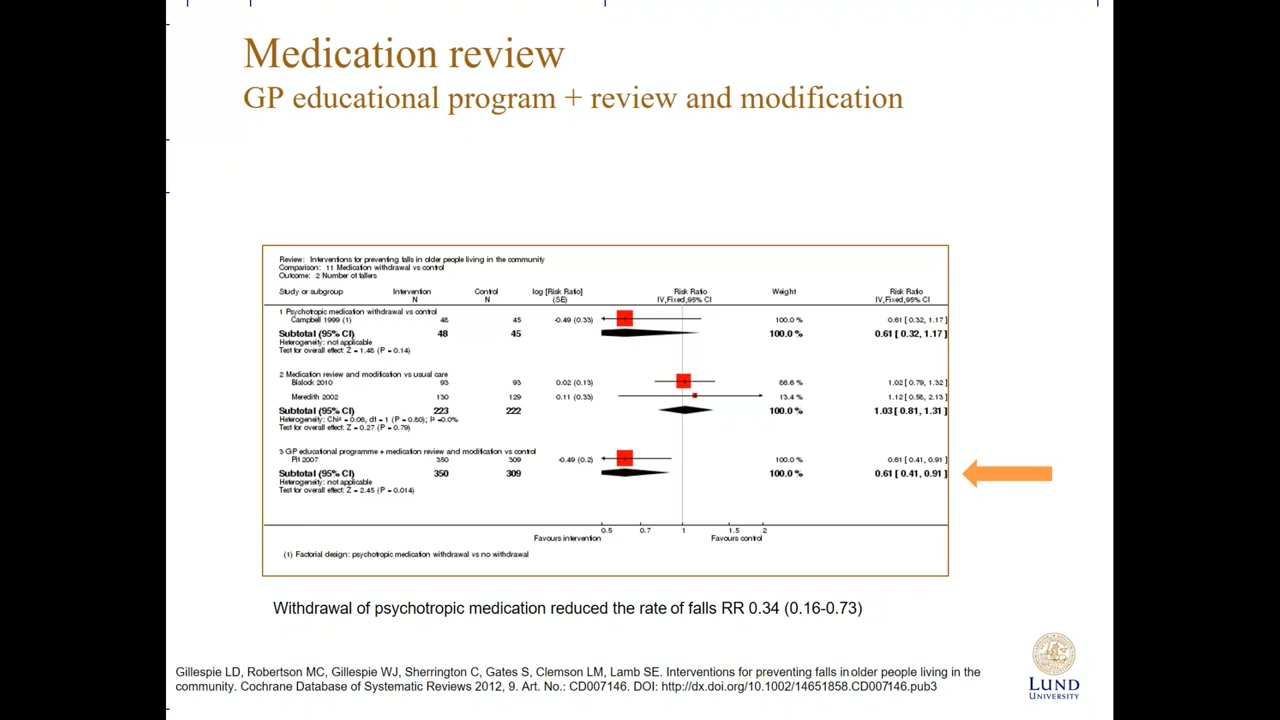 Medication review
GP educational program + review and modification
Review: Interventions for preventing falls in older people living in the community
Comparison: 11 Medication withdrawal vs control
Outcome: 2 Number of fallers
Study or subgroup Intervention Control log [Risk Ratio] Risk Ratio Weight Risk Ratio
N N (SE) IV,Fixed,95% CI IV,Fixed,95% CI
1 Psychotropic medication withdrawal vs control
Campbell 1999 (1) 48 45 -0.49 (0.33) 100.0 % 0.61 [ 0.32, 1.17 ]
Subtotal (95% CI) 48 45 100.0 % 0.61 [ 0.32, 1.17 ]
Heterogeneity: not applicable
Test for overall effect: Z = 1.48 (P = 0.14)
2 Medication review and modification vs usual care
Blalock 2010 93 93 0.02 (0.13) 86.6 % 1.02 [ 0.79, 1.32 ]
Meredith 2002 130 129 0.11 (0.33) 13.4 % 1.12 [ 0.58, 2.13 ]
Subtotal (95% CI) 223 222 100.0 % 1.03 [ 0.81, 1.31 ]
Heterogeneity: Chi² = 0.06, df = 1 (P = 0.80); I² =0.0%
Test for overall effect: Z = 0.27 (P = 0.79)
3 GP educational programme + medication review and modification vs control
Pit 2007 350 309 -0.49 (0.2) 100.0 % 0.61 [ 0.41, 0.91 ]
Subtotal (95% CI) 350 309 100.0 % 0.61 [ 0.41, 0.91 ]
Heterogeneity: not applicable
Test for overall effect: Z = 2.45 (P = 0.014)
0.5 0.7 1 1.5 2
Favours intervention Favours control
(1) Factorial design: psychotropic medication withdrawal vs no withdrawal
Withdrawal of psychotropic medication reduced the rate of falls RR 0.34 (0.16-0.73)
Gillespie LD, Robertson MC, Gillespie WJ, Sherrington C, Gates S, Clemson LM, Lamb SE. Interventions for preventing falls in older people living in the
community. Cochrane Database of Systematic Reviews 2012, 9. Art. No.: CD007146. DOI: http://dx.doi.org/10.1002/14651858.CD007146.pub3
LUND
UNIVERSITY